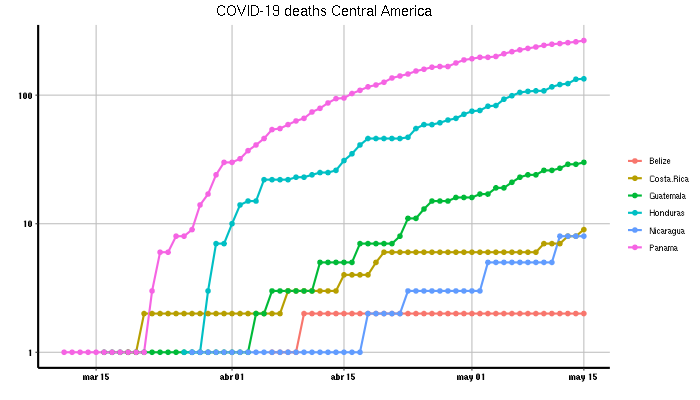 COVID-19 deaths Central America
100
10
1
mar 15
abr 01
abr 15
may 01
may 15
Belize
Costa.Rica
Guatemala
Honduras
Nicaragua
Panama